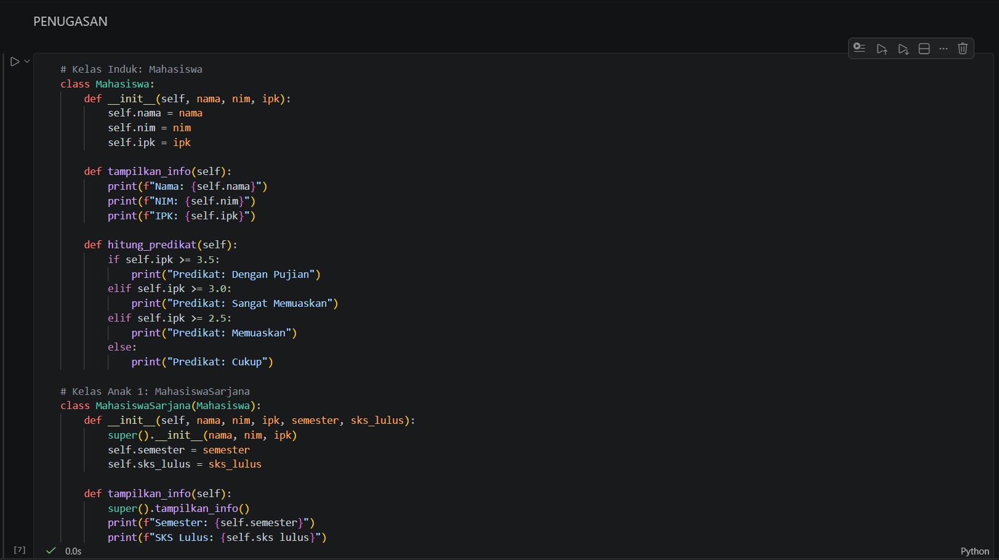 PENUGASAN
# Kelas Induk: Mahasiswa
class Mahasiswa:
    def __init__(self, nama, nim, ipk):
        self.nama = nama
        self.nim = nim
        self.ipk = ipk
    def tampilkan_info(self):
        print(f"Nama: {self.nama}")
        print(f"NIM: {self.nim}")
        print(f"IPK: {self.ipk}")
    def hitung_predikat(self):
        if self.ipk >= 3.5:
            print("Predikat: Dengan Pujian")
        elif self.ipk >= 3.0:
            print("Predikat: Sangat Memuaskan")
        elif self.ipk >= 2.5:
            print("Predikat: Memuaskan")
        else:
            print("Predikat: Cukup")
# Kelas Anak 1: MahasiswaSarjana
class MahasiswaSarjana(Mahasiswa):
    def __init__(self, nama, nim, ipk, semester, sks_lulus):
        super().__init__(nama, nim, ipk)
        self.semester = semester
        self.sks_lulus = sks_lulus
    def tampilkan_info(self):
        super().tampilkan_info()
        print(f"Semester: {self.semester}")
        print(f"SKS Lulus: {self.sks lulus}")
[7]
0.0s
Python